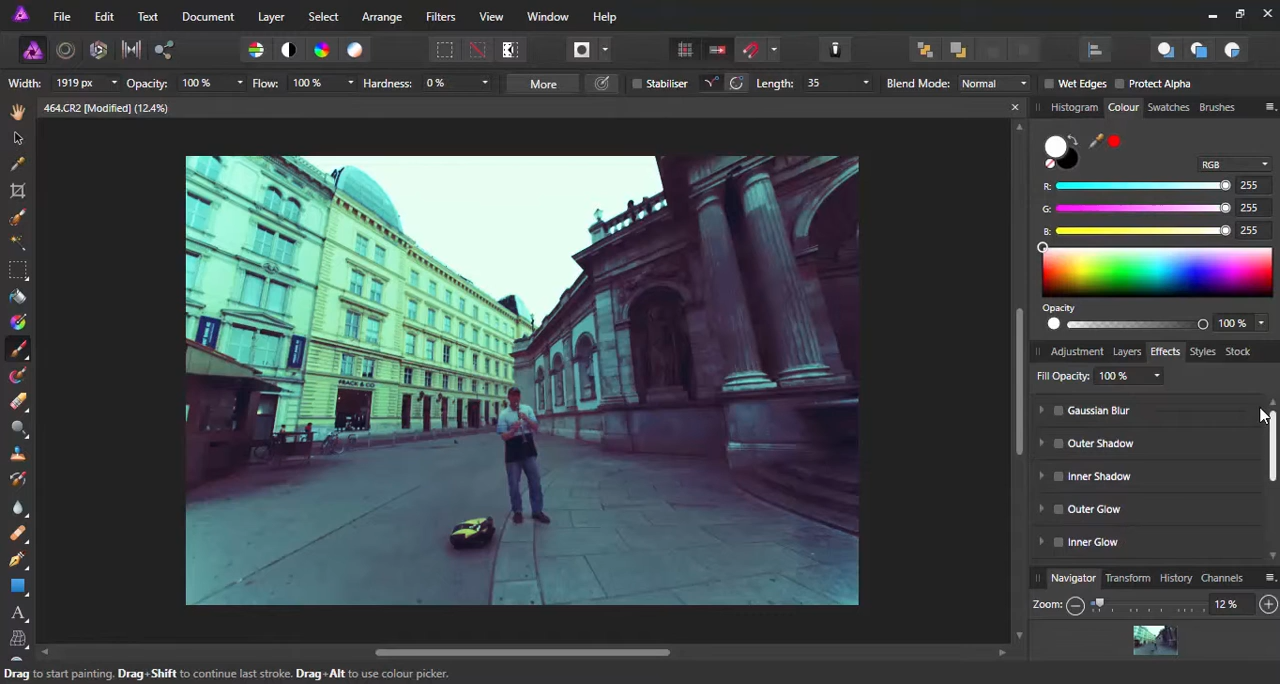 File Edit Text Document Layer Select Arrange Filters View Window Help
Width: 1919 px Opacity: 100 % Flow: 100 % Hardness: 0 % More Stabiliser Length: 35 Blend Mode: Normal Wet Edges Protect Alpha
464.CR2 [Modified] (12.4%)
Histogram Colour Swatches Brushes
RGB
R: 255
G: 255
B: 255
Opacity
100 %
Adjustment Layers Effects Styles Stock
Fill Opacity: 100 %
Gaussian Blur
Outer Shadow
Inner Shadow
Outer Glow
Inner Glow
FRACK & CO
Navigator Transform History Channels
Zoom: 12 %
A
Drag to start painting. Drag+Shift to continue last stroke. Drag+Alt to use colour picker.